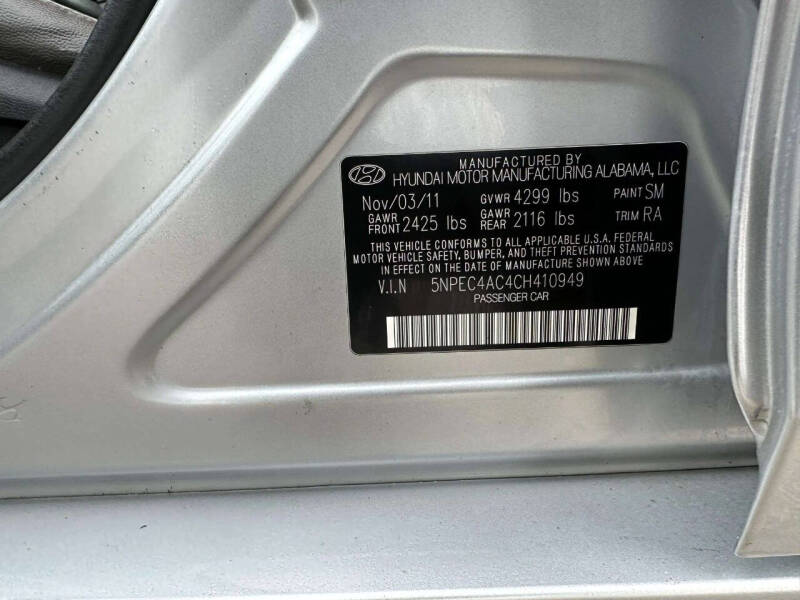 MANUFACTURED BY
HYUNDAI MOTOR MANUFACTURING ALABAMA, LLC
Nov/03/11 GVWR 4299 lbs PAINT SM
GAWR FRONT 2425 lbs GAWR REAR 2116 lbs TRIM RA
THIS VEHICLE CONFORMS TO ALL APPLICABLE U.S.A. FEDERAL
MOTOR VEHICLE SAFETY, BUMPER, AND THEFT PREVENTION STANDARDS
IN EFFECT ON THE DATE OF MANUFACTURE SHOWN ABOVE
V.I.N 5NPEC4AC4CH410949
PASSENGER CAR